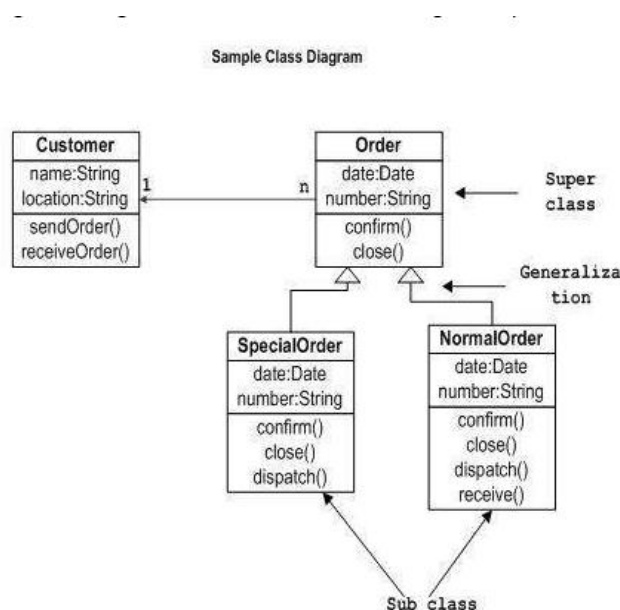 Sample Class Diagram
Customer
name:String
location:String
sendOrder()
receiveOrder()
1
n
Order
date:Date
number:String
confirm()
close()
Super
class
Generaliza
tion
SpecialOrder
date:Date
number:String
confirm()
close()
dispatch()
NormalOrder
date:Date
number:String
confirm()
close()
dispatch()
receive()
Sub class